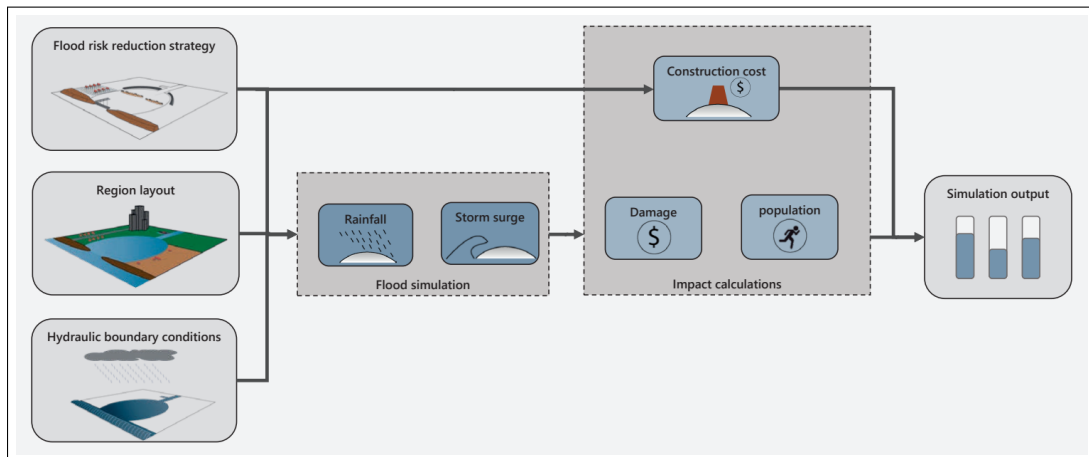 Flood risk reduction strategy
Construction cost
$
Region layout
Rainfall
Storm surge
Flood simulation
Damage
$
population
Impact calculations
Simulation output
Hydraulic boundary conditions